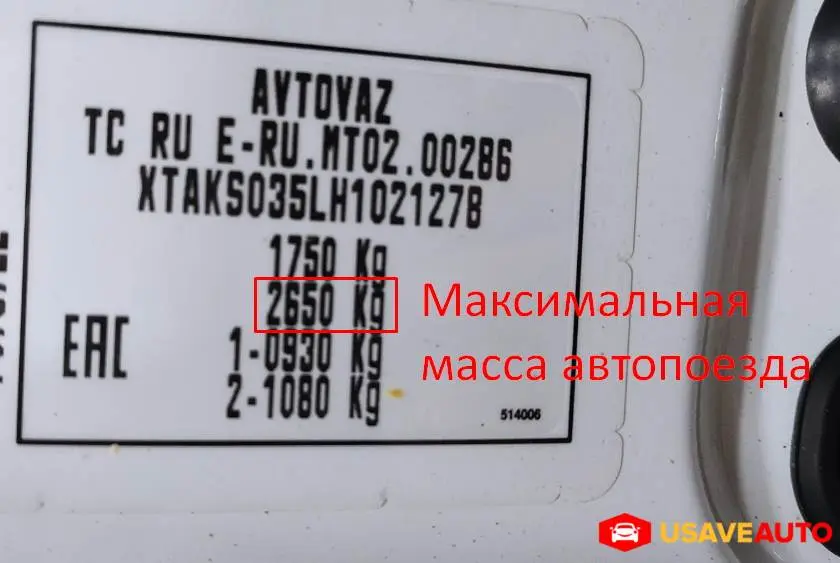 AVTOVAZ
TC RU E-RU.MT02.00286
XTAKS035LH1021278
1750 Kg
2650 Kg
Максимальная
EAC
1-0930 Kg
масса автопоезда
2-1080 Kg
514006
USAVEAUTO